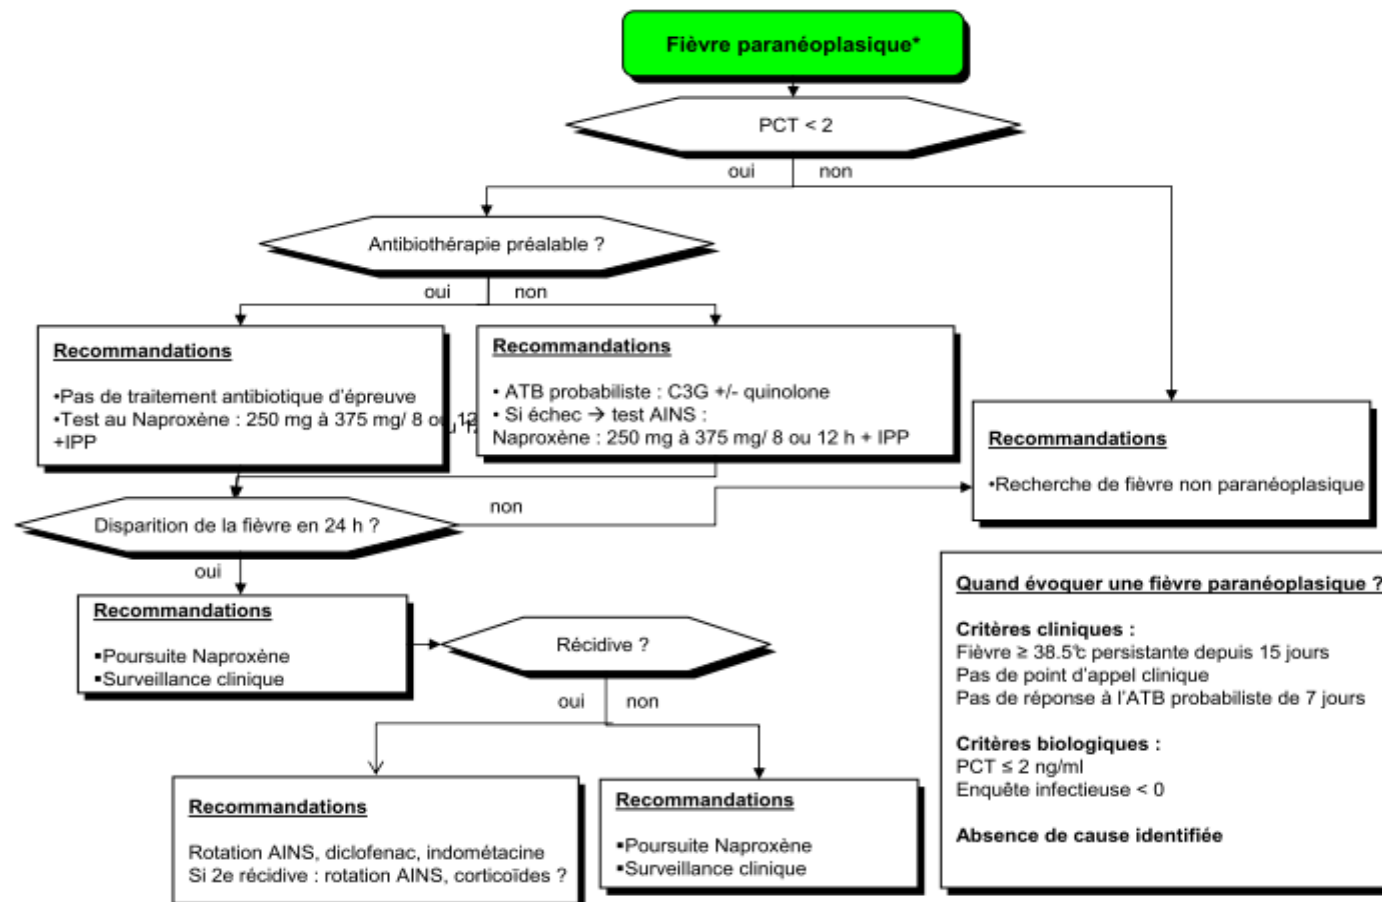 Fièvre paranéoplasique*
PCT < 2
oui
non
Antibiothérapie préalable ?
oui
non
Recommandations
•Pas de traitement antibiotique d'épreuve
•Test au Naproxène : 250 mg à 375 mg/ 8 ou 12
+IPP
Recommandations
• ATB probabiliste : C3G +/- quinolone
• Si échec → test AINS :
Naproxène : 250 mg à 375 mg/ 8 ou 12 h + IPP
Recommandations
•Recherche de fièvre non paranéoplasique
Disparition de la fièvre en 24 h ?
non
oui
Recommandations
▪Poursuite Naproxène
▪Surveillance clinique
Récidive ?
oui
non
Recommandations
Rotation AINS, diclofenac, indométacine
Si 2e récidive : rotation AINS, corticoïdes ?
Recommandations
▪Poursuite Naproxène
▪Surveillance clinique
Quand évoquer une fièvre paranéoplasique ?
Critères cliniques :
Fièvre ≥ 38.5℃ persistante depuis 15 jours
Pas de point d'appel clinique
Pas de réponse à l'ATB probabiliste de 7 jours
Critères biologiques :
PCT ≤ 2 ng/ml
Enquête infectieuse < 0
Absence de cause identifiée